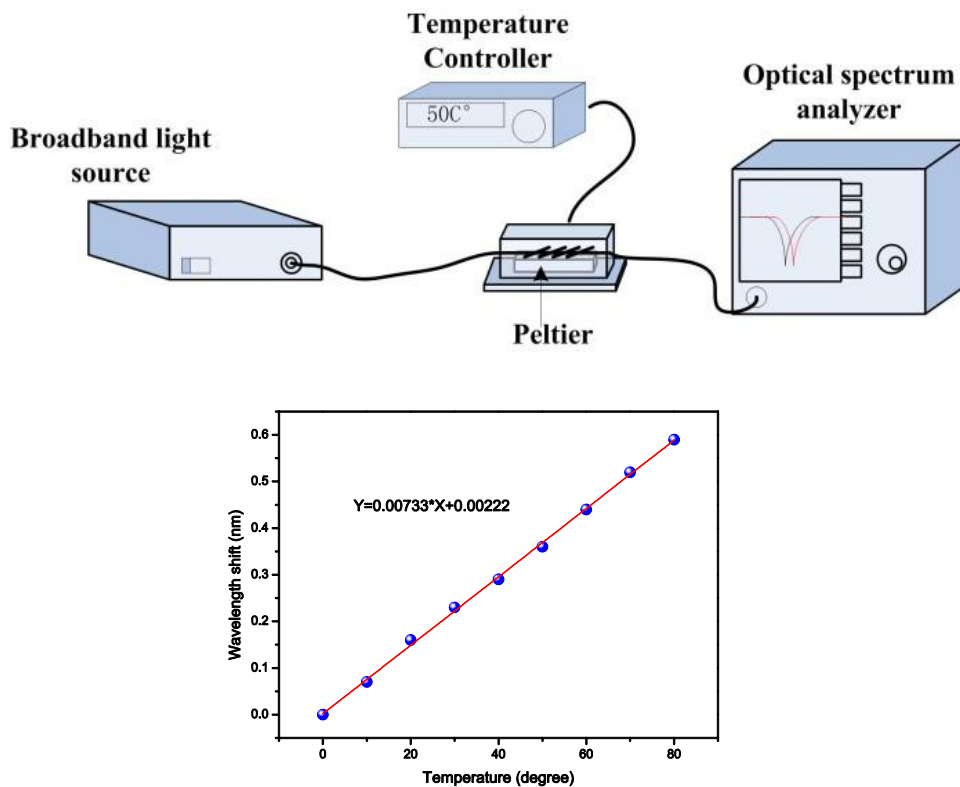 Temperature
Controller
Optical spectrum
analyzer
50C°
Broadband light
source
Peltier
0.6
0.5
0.4
0.3
0.2
0.1
0.0
Y=0.00733*X+0.00222
Wavelength shift (nm)
0 20 40 60 80
Temperature (degree)